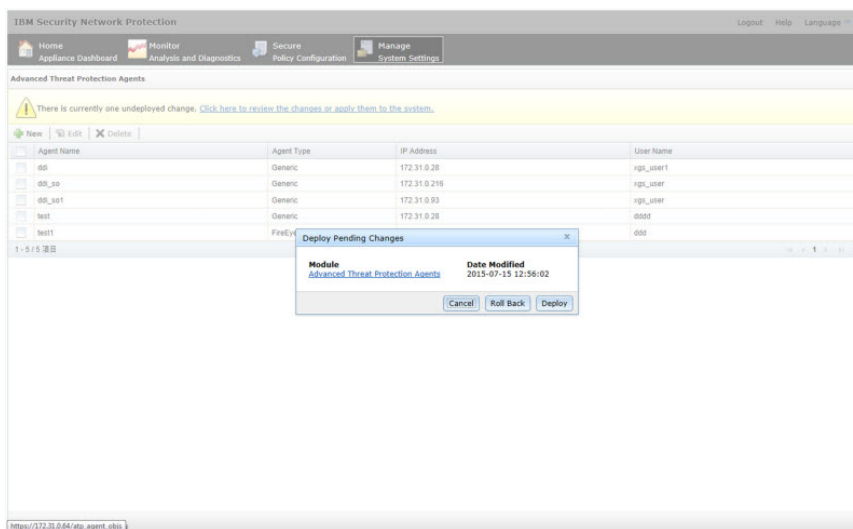 IBM Security Network Protection
Logout Help Language
Home Monitor Secure Manage
Appliance Dashboard Analysis and Diagnostics Policy Configuration System Settings
Advanced Threat Protection Agents
There is currently one undeployed change. Click here to review the changes or apply them to the system.
New Edit Delete
Agent Name Agent Type IP Address User Name
ddi Generic 172.31.0.28 xgs_user1
ddi_so Generic 172.31.0.216 xgs_user
ddi_so1 Generic 172.31.0.93 xgs_user
test Generic 172.31.0.28 dddd
test1 FireEye ddd
1 - 5 / 5 項目 1
Deploy Pending Changes x
Module Date Modified
Advanced Threat Protection Agents 2015-07-15 12:56:02
Cancel Roll Back Deploy
https://172.31.0.64/atp_agent_objs